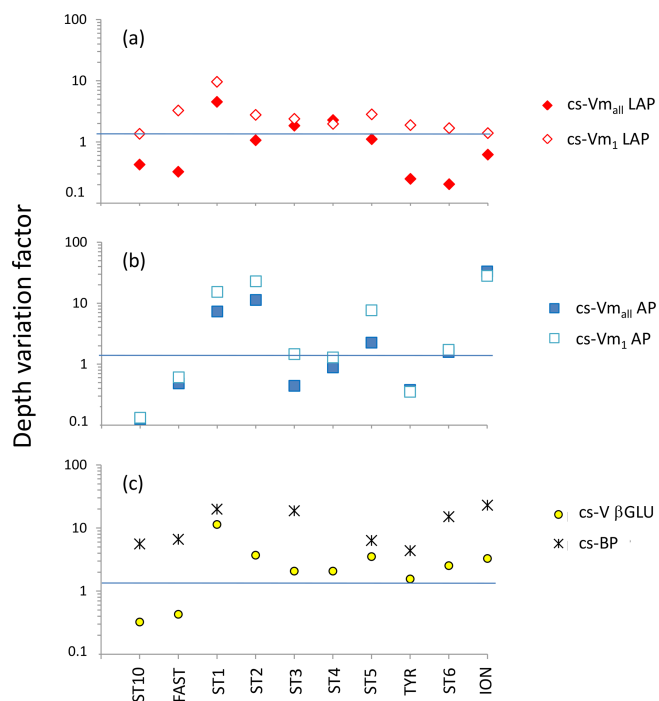 Depth variation factor
(a)
100
10
1
0.1
cs-Vmall LAP
cs-Vm1 LAP
(b)
100
10
1
0.1
cs-Vmall AP
cs-Vm1 AP
(c)
100
10
1
0.1
cs-V βGLU
cs-BP
ST10
FAST
ST1
ST2
ST3
ST4
ST5
TYR
ST6
ION